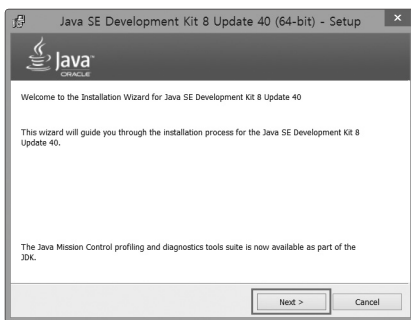 Java SE Development Kit 8 Update 40 (64-bit) - Setup
Java™
ORACLE
Welcome to the Installation Wizard for Java SE Development Kit 8 Update 40
This wizard will guide you through the installation process for the Java SE Development Kit 8
Update 40.
The Java Mission Control profiling and diagnostics tools suite is now available as part of the
JDK.
Next >
Cancel